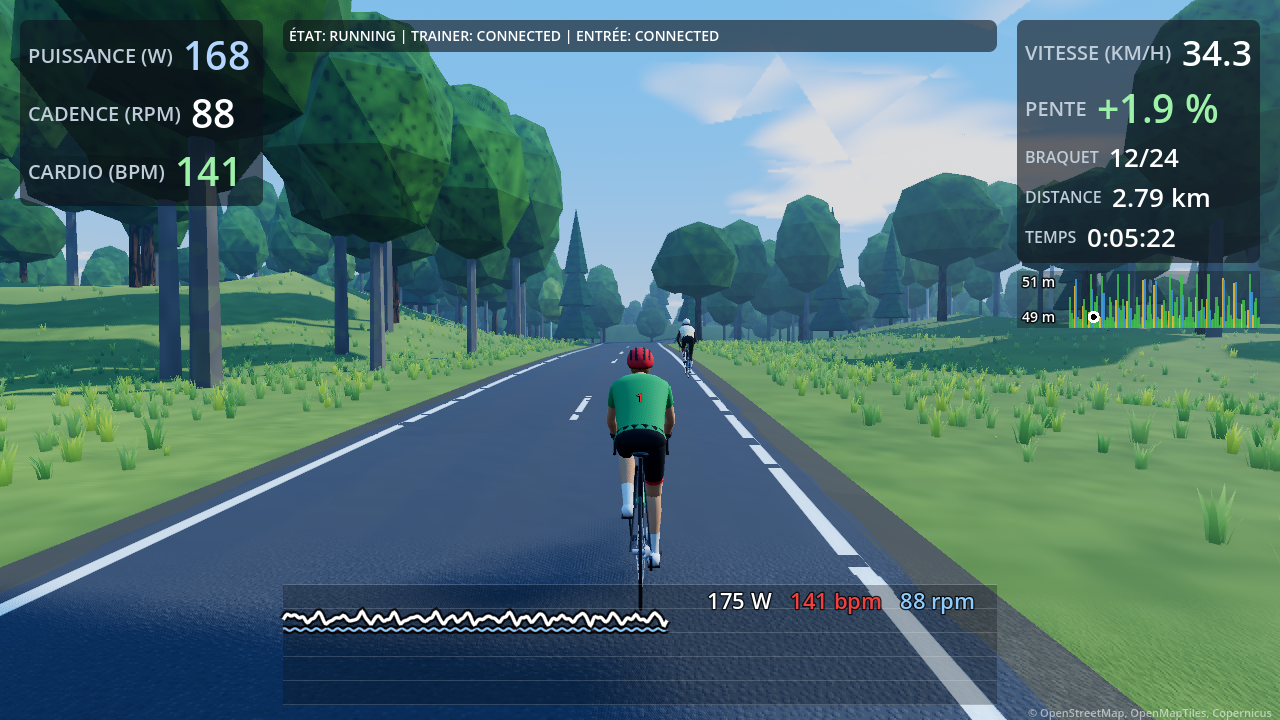 PUISSANCE (W) 168
CADENCE (RPM) 88
CARDIO (BPM) 141
ÉTAT: RUNNING | TRAINER: CONNECTED | ENTRÉE: CONNECTED
VITESSE (KM/H) 34.3
PENTE +1.9 %
BRAQUET 12/24
DISTANCE 2.79 km
TEMPS 0:05:22
51 m
49 m
1
175 W 141 bpm 88 rpm
© OpenStreetMap, OpenMapTiles, Copernicus